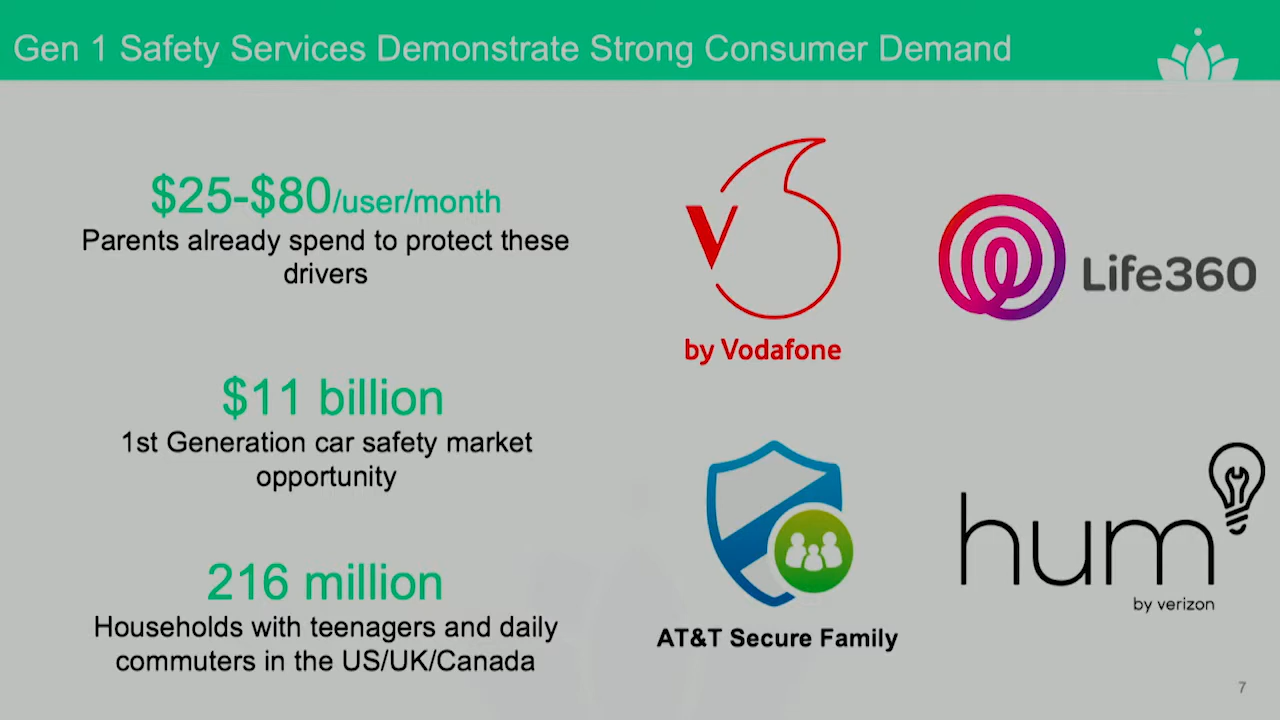 Gen 1 Safety Services Demonstrate Strong Consumer Demand
$25-$80/user/month
Parents already spend to protect these
drivers
$11 billion
1st Generation car safety market
opportunity
216 million
Households with teenagers and daily
commuters in the US/UK/Canada
V
by Vodafone
Life360
AT&T Secure Family
hum
by verizon
7